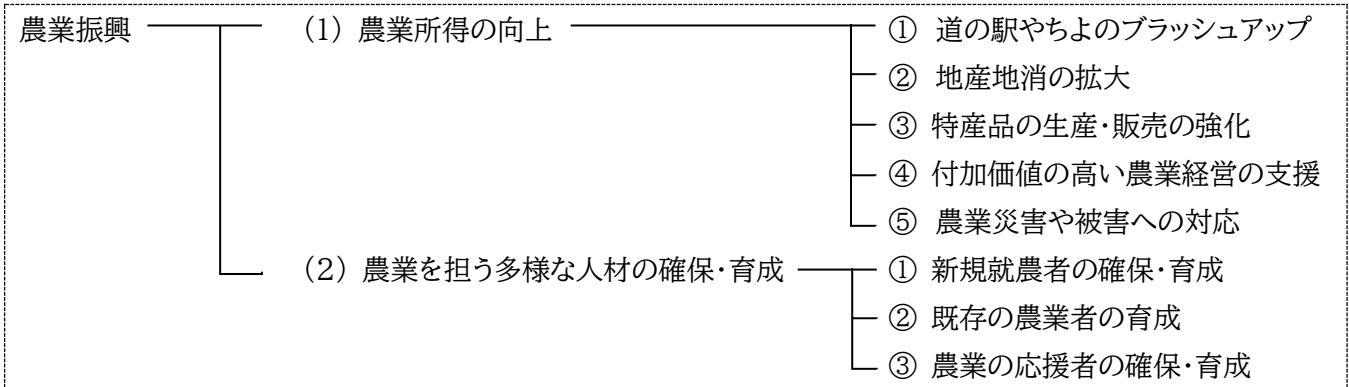 農業振興 (1) 農業所得の向上 ① 道の駅やちよのブラッシュアップ
② 地産地消の拡大
③ 特産品の生産・販売の強化
④ 付加価値の高い農業経営の支援
⑤ 農業災害や被害への対応
(2) 農業を担う多様な人材の確保・育成 ① 新規就農者の確保・育成
② 既存の農業者の育成
③ 農業の応援者の確保・育成